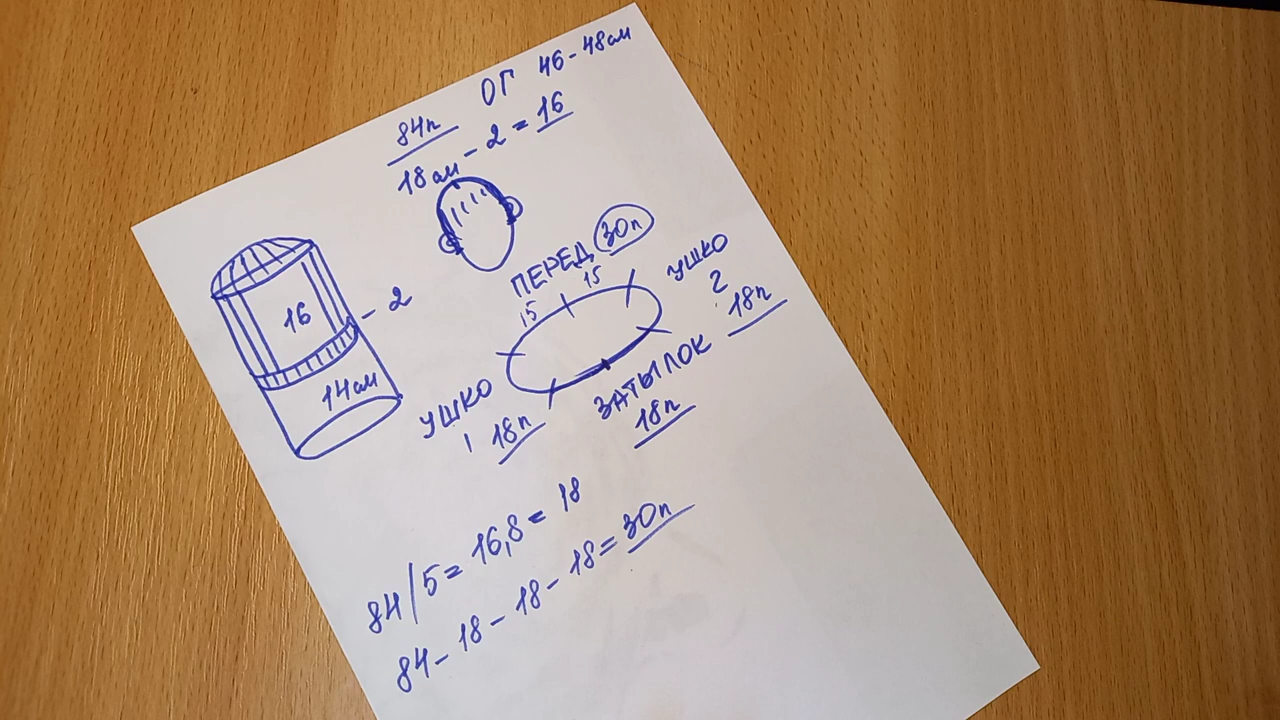 ОГ 46-48см
84п
18см - 2 = 16
ПЕРЕД 30п
15 15
УШКО
2
18п
16
- 2
14см
УШКО
1 18п
ЗАТЫЛОК
18п
84/5= 16,8= 18
84- 18- 18- 18= 30п